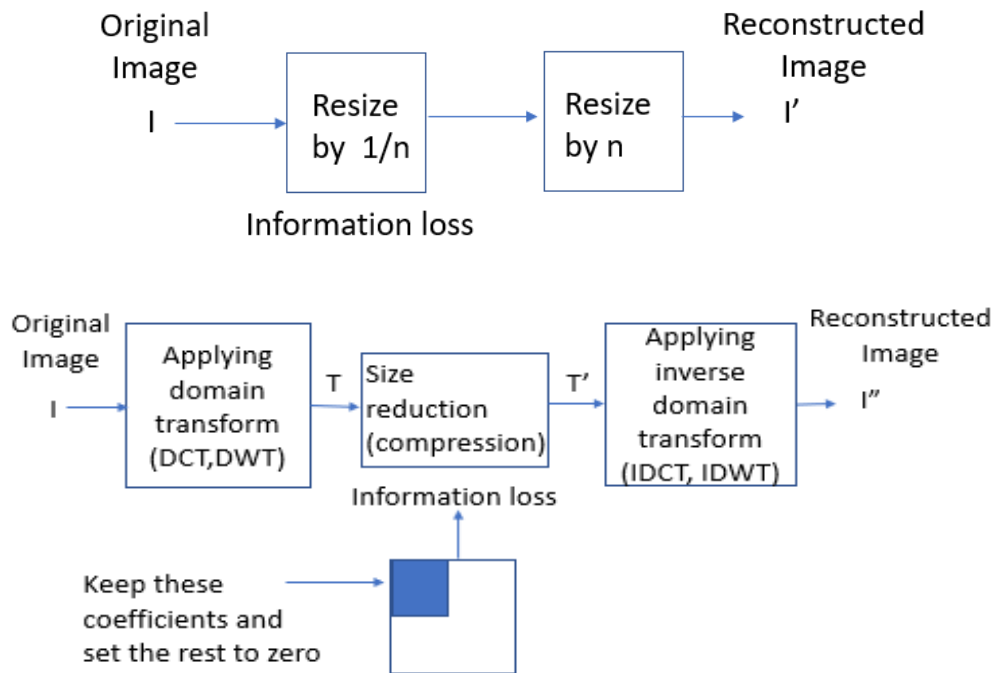 Original
Image
I
Resize
by 1/n
Resize
by n
Reconstructed
Image
I’
Information loss
Original
Image
I
Applying
domain
transform
(DCT,DWT)
T
Size
reduction
(compression)
T’
Applying
inverse
domain
transform
(IDCT, IDWT)
Reconstructed
Image
I”
Information loss
Keep these
coefficients and
set the rest to zero